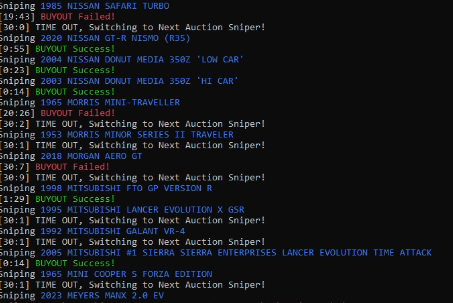 Sniping 1985 NISSAN SAFARI TURBO
[19:43] BUYOUT Failed!
[30:0] TIME OUT, Switching to Next Auction Sniper!
Sniping 2020 NISSAN GT-R NISMO (R35)
[9:55] BUYOUT Success!
Sniping 2004 NISSAN DONUT MEDIA 350Z 'LOW CAR'
[0:23] BUYOUT Success!
Sniping 2003 NISSAN DONUT MEDIA 350Z 'HI CAR'
[0:14] BUYOUT Success!
Sniping 1965 MORRIS MINI-TRAVELLER
[20:26] BUYOUT Failed!
[30:2] TIME OUT, Switching to Next Auction Sniper!
Sniping 1953 MORRIS MINOR SERIES II TRAVELER
[30:1] TIME OUT, Switching to Next Auction Sniper!
Sniping 2018 MORGAN AERO GT
[30:7] BUYOUT Failed!
[30:9] TIME OUT, Switching to Next Auction Sniper!
Sniping 1998 MITSUBISHI FTO GP VERSION R
[1:29] BUYOUT Success!
Sniping 1995 MITSUBISHI LANCER EVOLUTION X GSR
[30:1] TIME OUT, Switching to Next Auction Sniper!
Sniping 1992 MITSUBISHI GALANT VR-4
[30:1] TIME OUT, Switching to Next Auction Sniper!
Sniping 2005 MITSUBISHI #1 SIERRA SIERRA ENTERPRISES LANCER EVOLUTION TIME ATTACK
[0:14] BUYOUT Success!
Sniping 1965 MINI COOPER S FORZA EDITION
[30:1] TIME OUT, Switching to Next Auction Sniper!
Sniping 2023 MEYERS MANX 2.0 EV